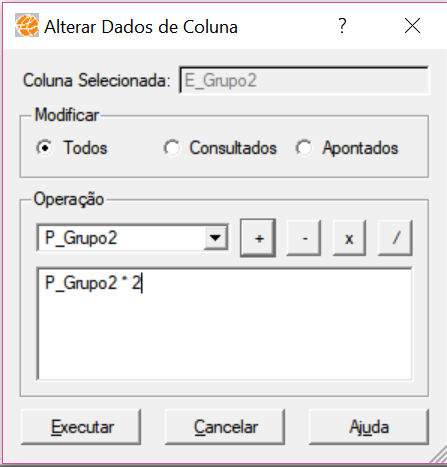 Alterar Dados de Coluna ?
Coluna Selecionada: E_Grupo2
Modificar
Todos Consultados Apontados
Operação
P_Grupo2 + - x /
P_Grupo2 * 2
Executar Cancelar Ajuda